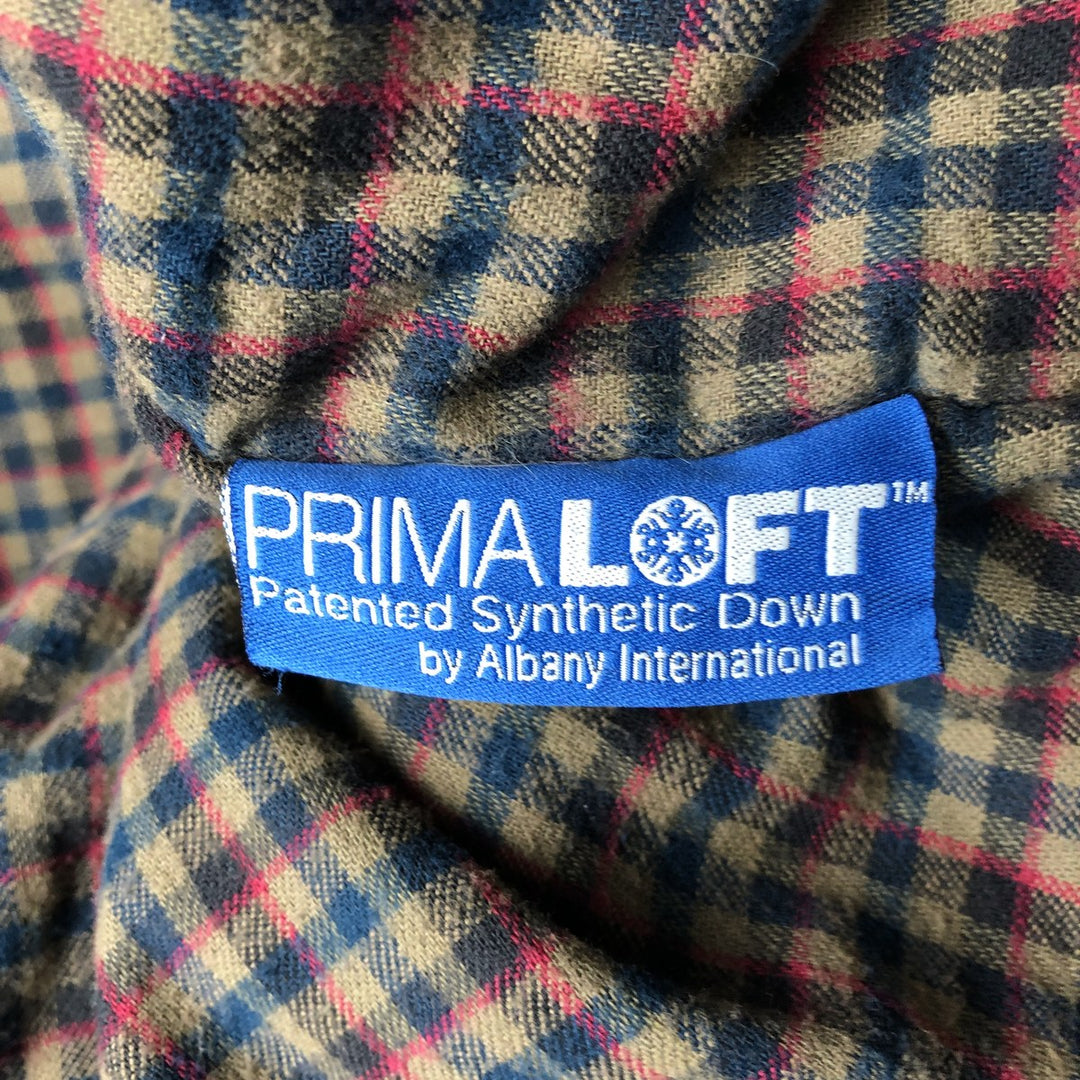 PRIMALOFT™
Patented Synthetic Down
by Albany International